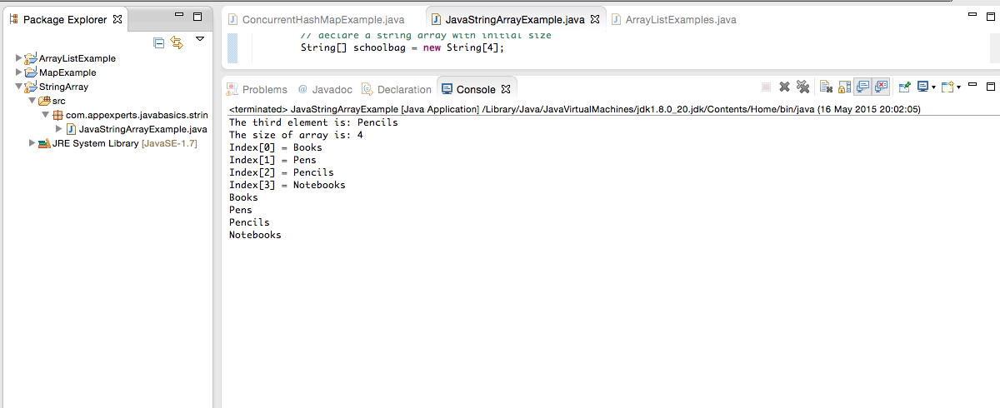 Package Explorer
ArrayListExample
MapExample
StringArray
src
com.appexperts.javabasics.strin
JavaStringArrayExample.java
JRE System Library [JavaSE-1.7]
ConcurrentHashMapExample.java JavaStringArrayExample.java ArrayListExamples.java
// declare a string array with initial size
String[] schoolbag = new String[4];
Problems @ Javadoc Declaration Console
<terminated> JavaStringArrayExample [Java Application] /Library/Java/JavaVirtualMachines/jdk1.8.0_20.jdk/Contents/Home/bin/java (16 May 2015 20:02:05)
The third element is: Pencils
The size of array is: 4
Index[0] = Books
Index[1] = Pens
Index[2] = Pencils
Index[3] = Notebooks
Books
Pens
Pencils
Notebooks